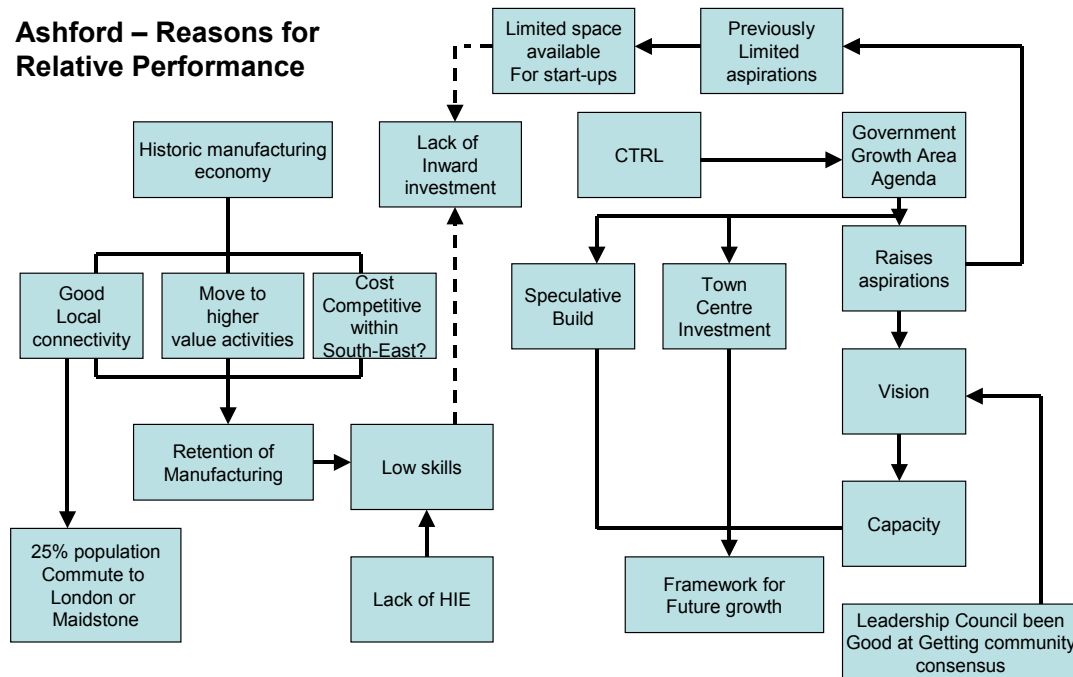 Ashford – Reasons for
Relative Performance
Limited space
available
For start-ups
Previously
Limited
aspirations
Historic manufacturing
economy
Lack of
Inward
investment
CTRL
Government
Growth Area
Agenda
Good
Local
connectivity
Move to
higher
value activities
Cost
Competitive
within
South-East?
Speculative
Build
Town
Centre
Investment
Raises
aspirations
Vision
Retention of
Manufacturing
Low skills
Capacity
25% population
Commute to
London or
Maidstone
Lack of HIE
Framework for
Future growth
Leadership Council been
Good at Getting community
consensus